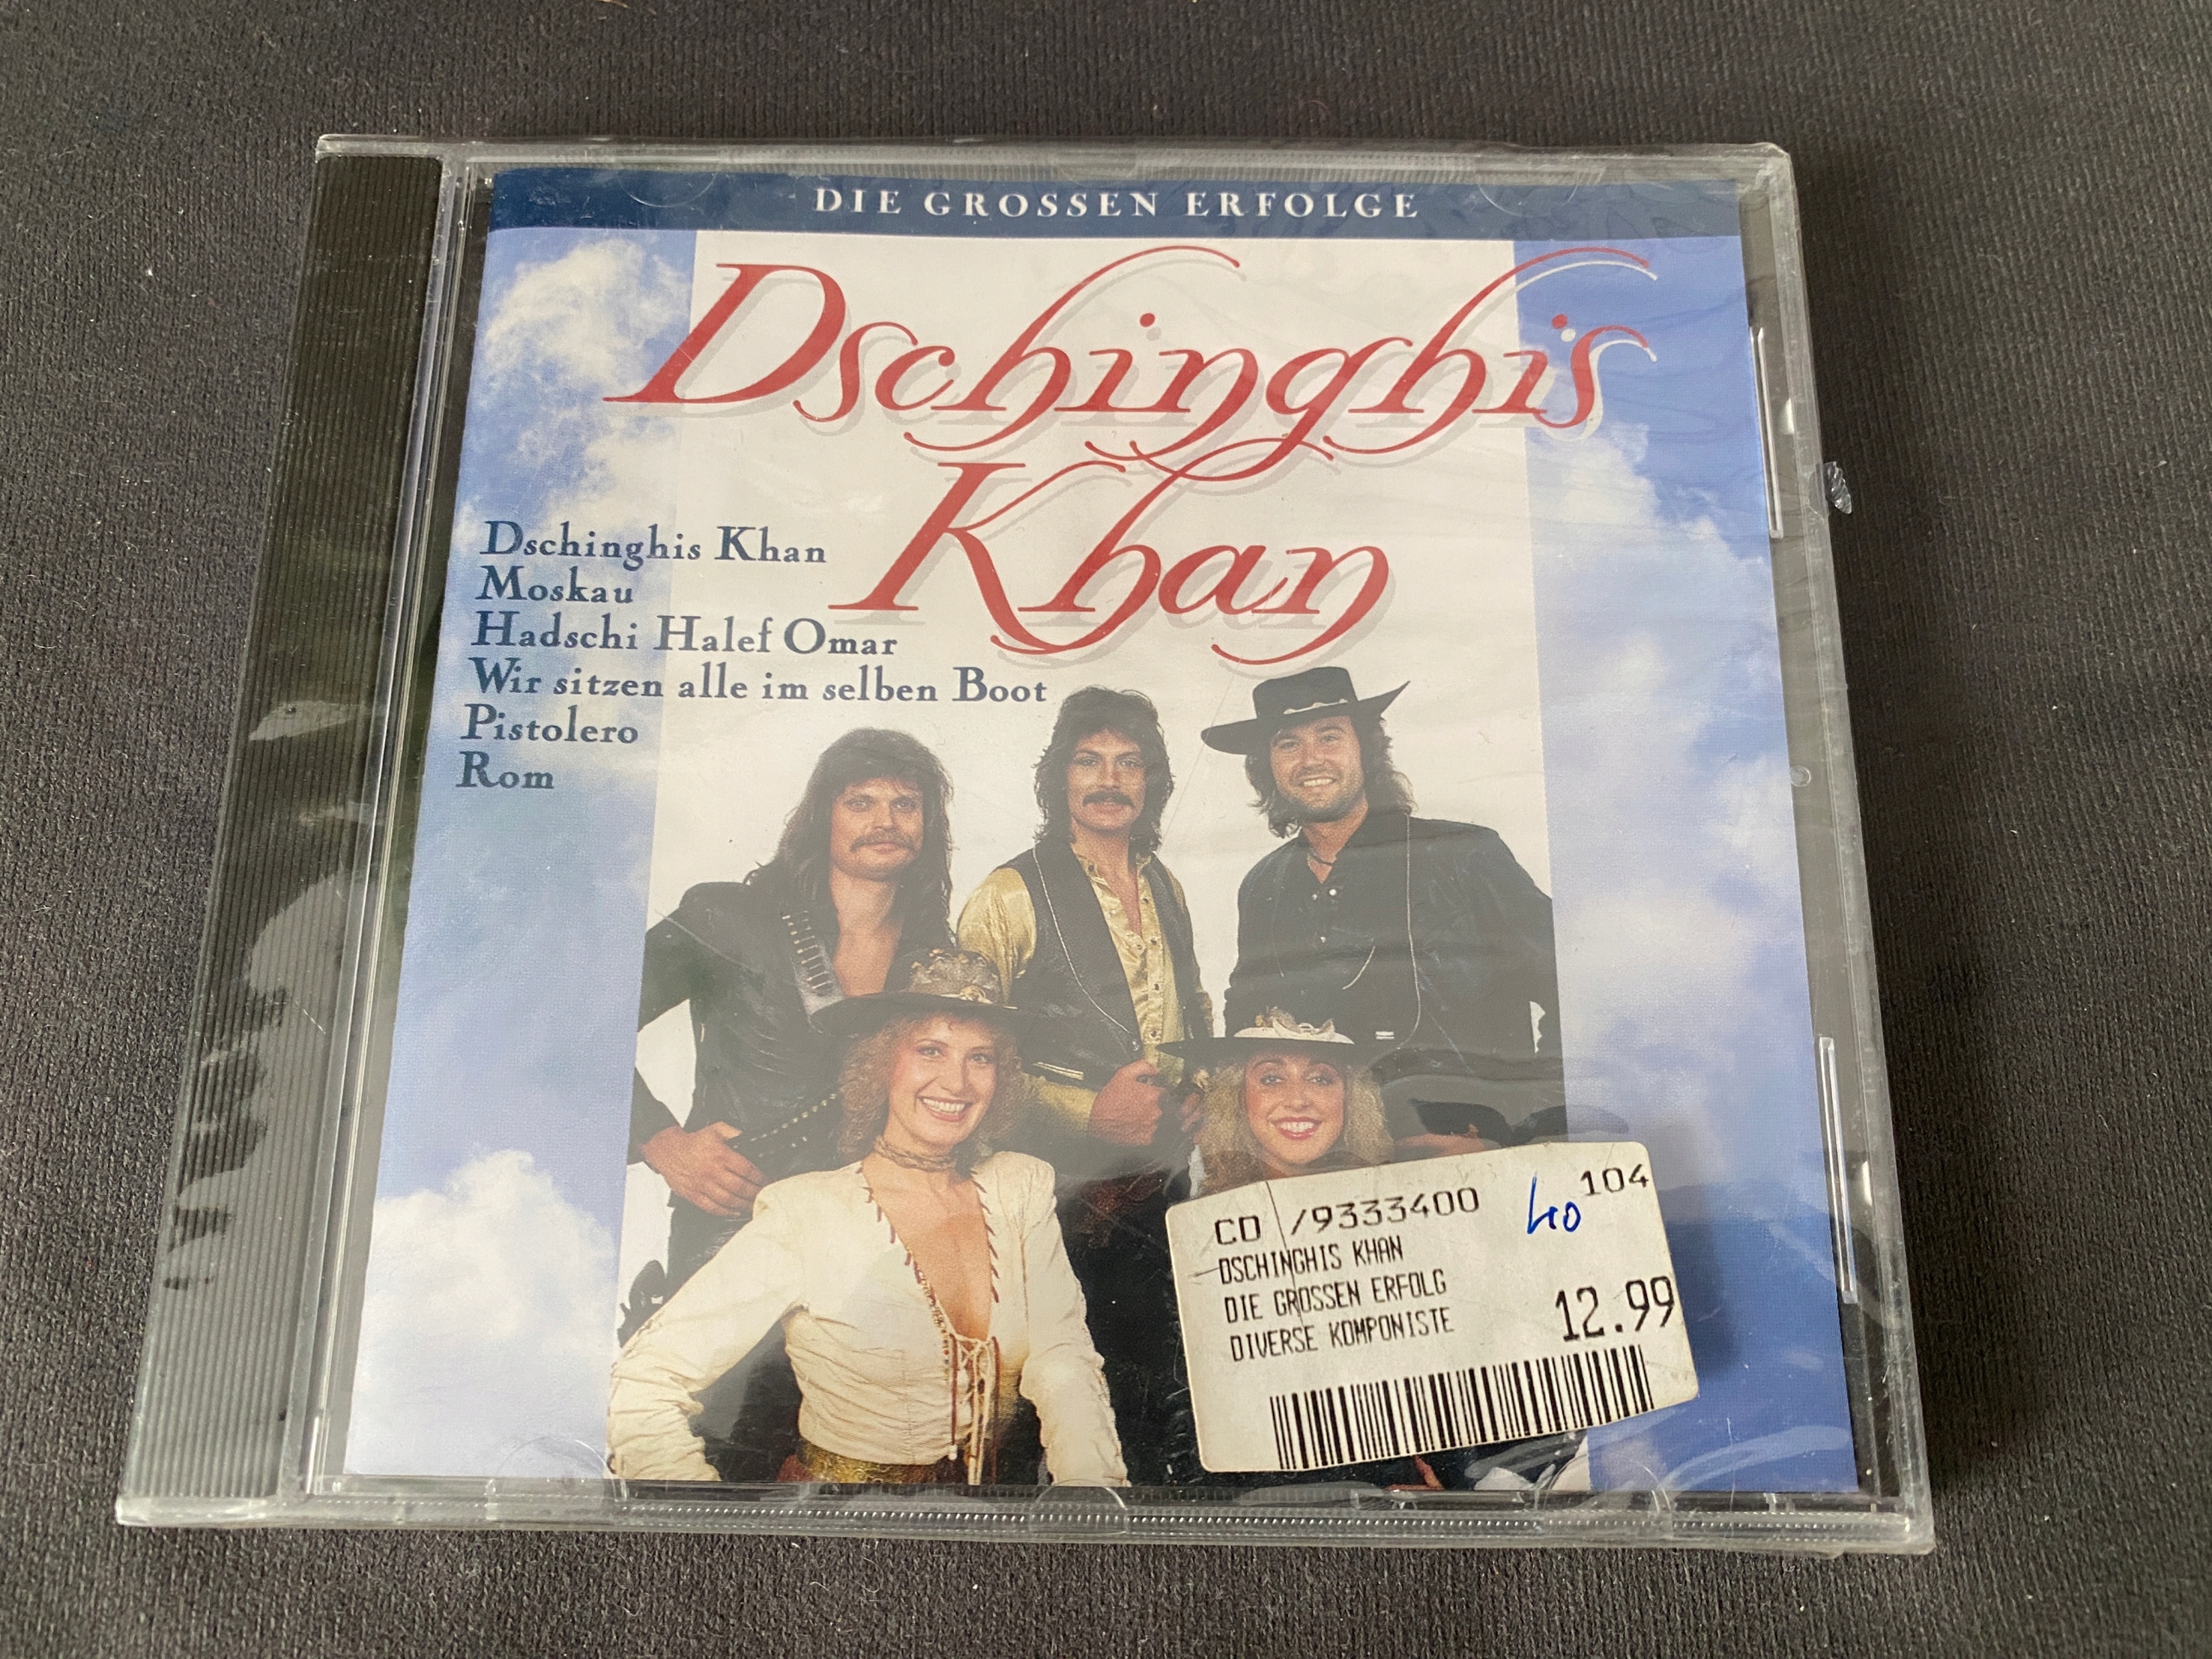 DIE GROSSEN ERFOLGE
Dschinghis
Khan
Dschinghis Khan
Moskau
Hadschi Halef Omar
Wir sitzen alle im selben Boot
Pistolero
Rom
CD /9333400 40 104
DSCHINGHIS KHAN
DIE GROSSEN ERFOLG
DIVERSE KOMPONISTE 12.99